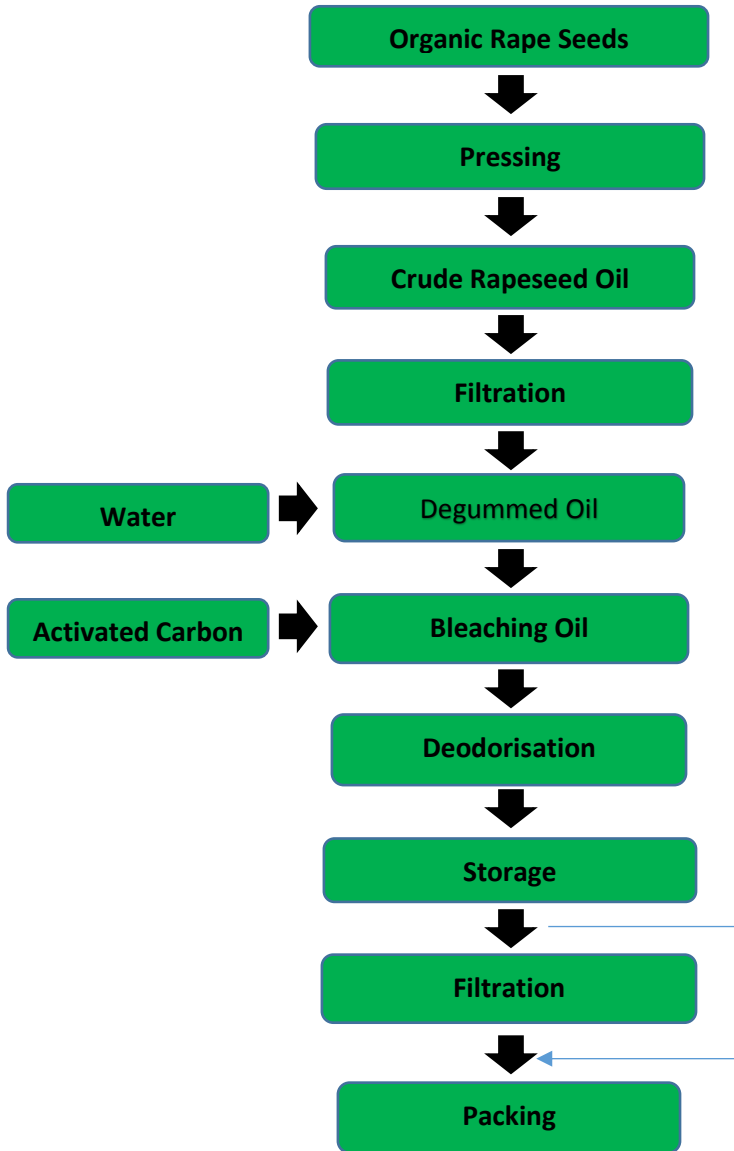 Organic Rape Seeds
Pressing
Crude Rapeseed Oil
Filtration
Water
Degummed Oil
Activated Carbon
Bleaching Oil
Deodorisation
Storage
Filtration
Packing